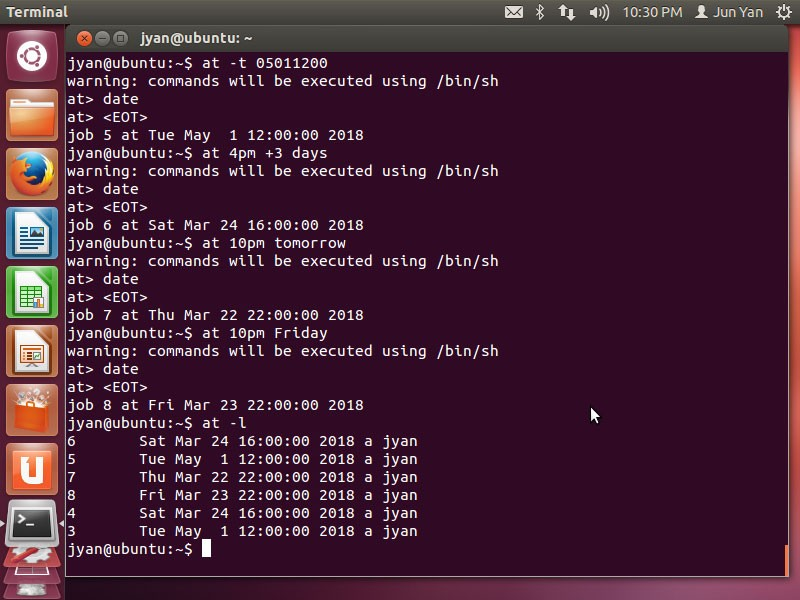 Terminal 10:30 PM Jun Yan
jyan@ubuntu: ~
jyan@ubuntu:~$ at -t 05011200
warning: commands will be executed using /bin/sh
at> date
at> <EOT>
job 5 at Tue May  1 12:00:00 2018
jyan@ubuntu:~$ at 4pm +3 days
warning: commands will be executed using /bin/sh
at> date
at> <EOT>
job 6 at Sat Mar 24 16:00:00 2018
jyan@ubuntu:~$ at 10pm tomorrow
warning: commands will be executed using /bin/sh
at> date
at> <EOT>
job 7 at Thu Mar 22 22:00:00 2018
jyan@ubuntu:~$ at 10pm Friday
warning: commands will be executed using /bin/sh
at> date
at> <EOT>
job 8 at Fri Mar 23 22:00:00 2018
jyan@ubuntu:~$ at -l
6       Sat Mar 24 16:00:00 2018 a jyan
5       Tue May  1 12:00:00 2018 a jyan
7       Thu Mar 22 22:00:00 2018 a jyan
8       Fri Mar 23 22:00:00 2018 a jyan
4       Sat Mar 24 16:00:00 2018 a jyan
3       Tue May  1 12:00:00 2018 a jyan
jyan@ubuntu:~$